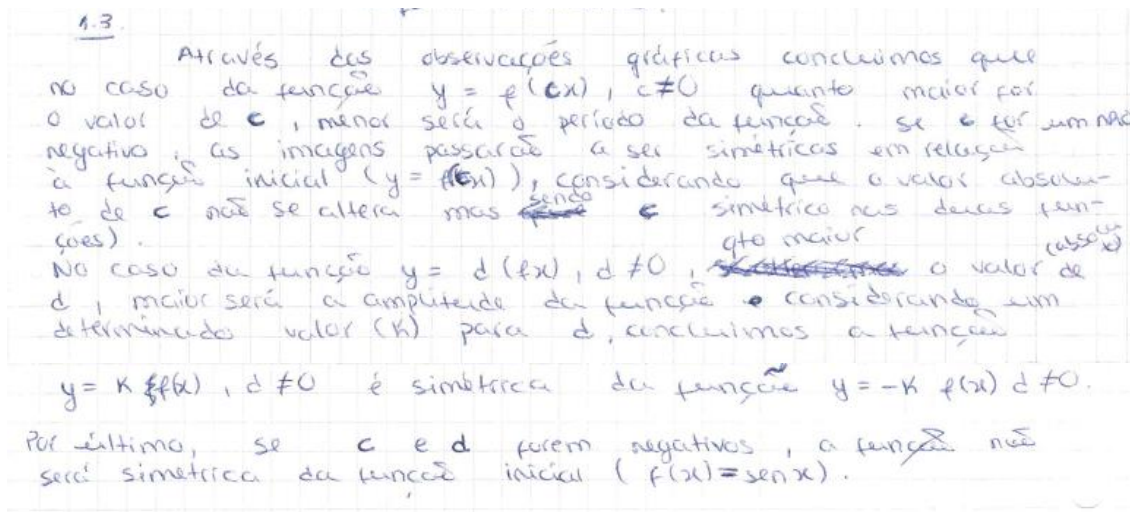 1.3.
Através das observações gráficas concluimos que
no caso da função y = f(cx), c≠0 quanto maior for
o valor de c, menor será o período da função. se c for um nº
negativo, as imagens passarão a ser simétricas em relação
à função inicial (y = f(cx)), considerando que o valor absolu-
to de c não se altera mas sendo c simétrico nas duas fun-
ções).
No caso da função y = d(fx), d ≠0, qto maior o valor (absoluto) de
d, maior será a amplitude da função e considerando um
determinado valor (K) para d, concluimos a função
y = K f(x), d ≠0 é simétrica da função y = -K f(x) d ≠0.
Por último, se c e d forem negativos, a função não
será simétrica da função inicial (f(x)=sen x).